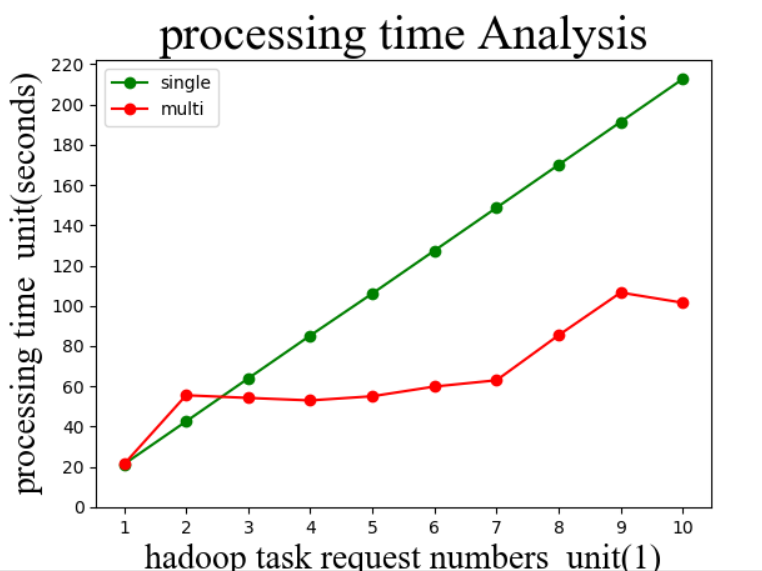 processing time Analysis
processing time unit(seconds)
220
200
180
160
140
120
100
80
60
40
20
0
single
multi
1 2 3 4 5 6 7 8 9 10
hadoop task request numbers unit(1)